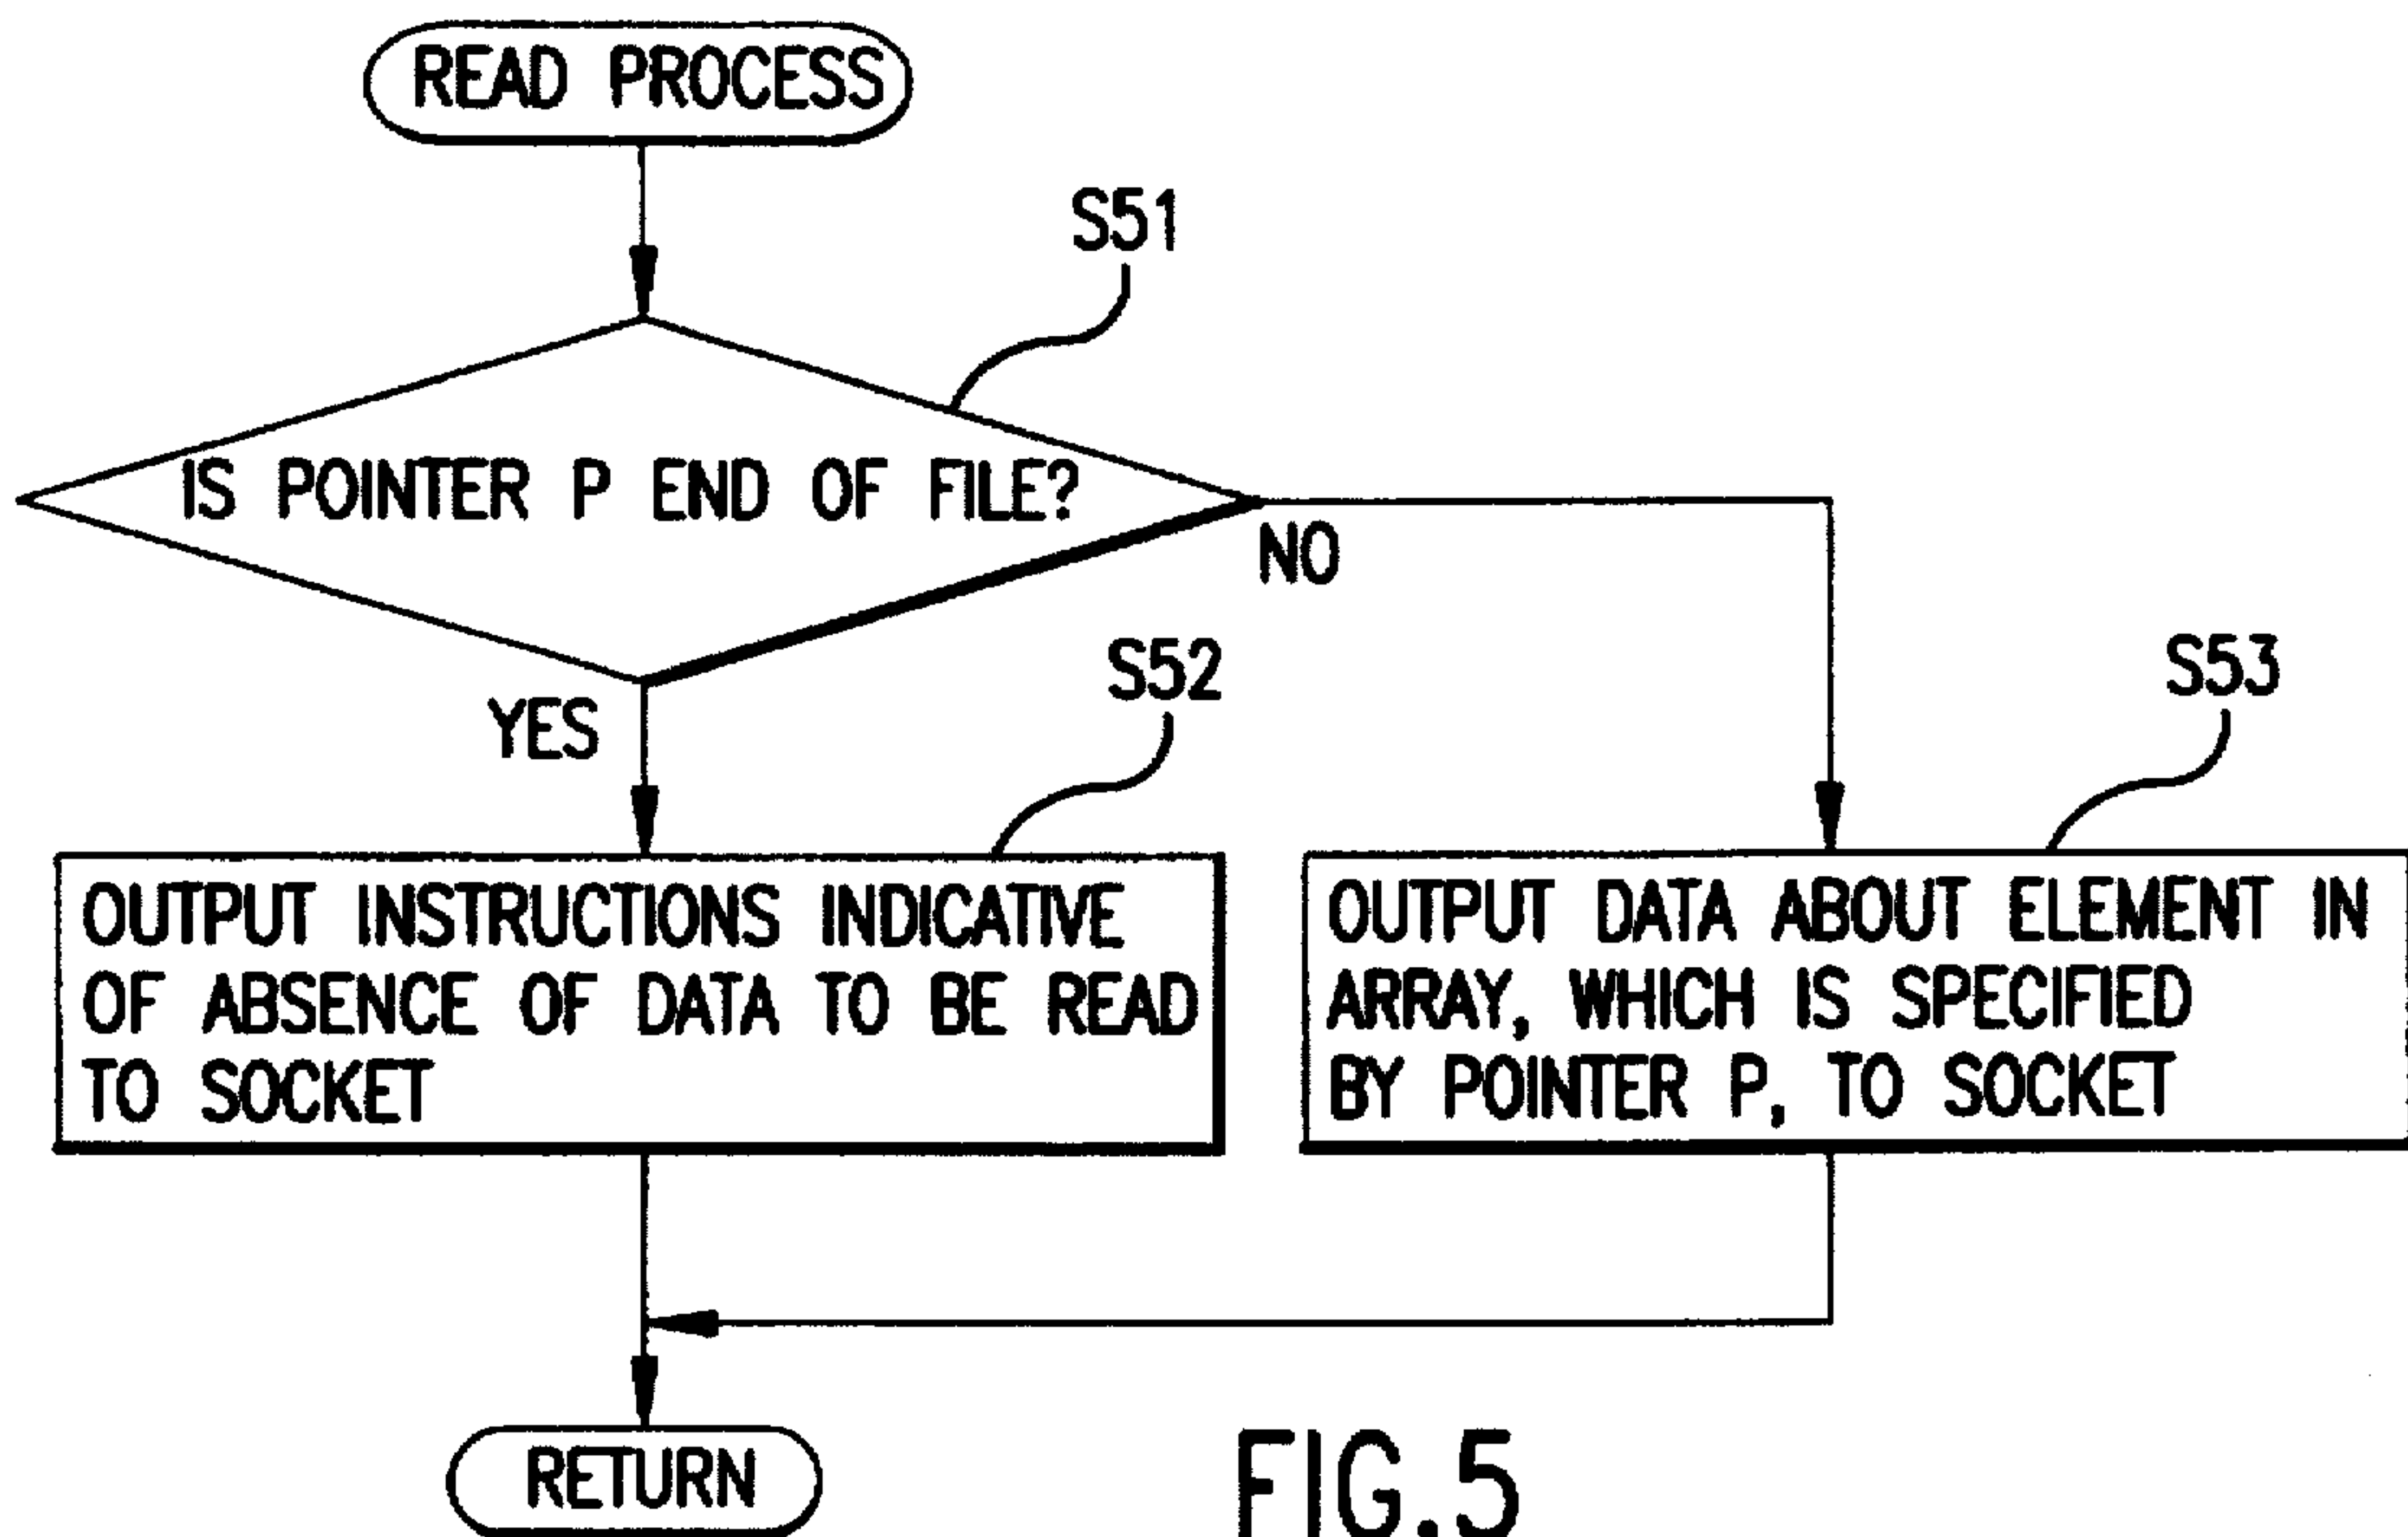 READ PROCESS
S51
IS POINTER P END OF FILE?
NO
YES
S52
S53
OUTPUT INSTRUCTIONS INDICATIVE
OF ABSENCE OF DATA TO BE READ
TO SOCKET
OUTPUT DATA ABOUT ELEMENT IN
ARRAY, WHICH IS SPECIFIED
BY POINTER P, TO SOCKET
RETURN
FIG.5